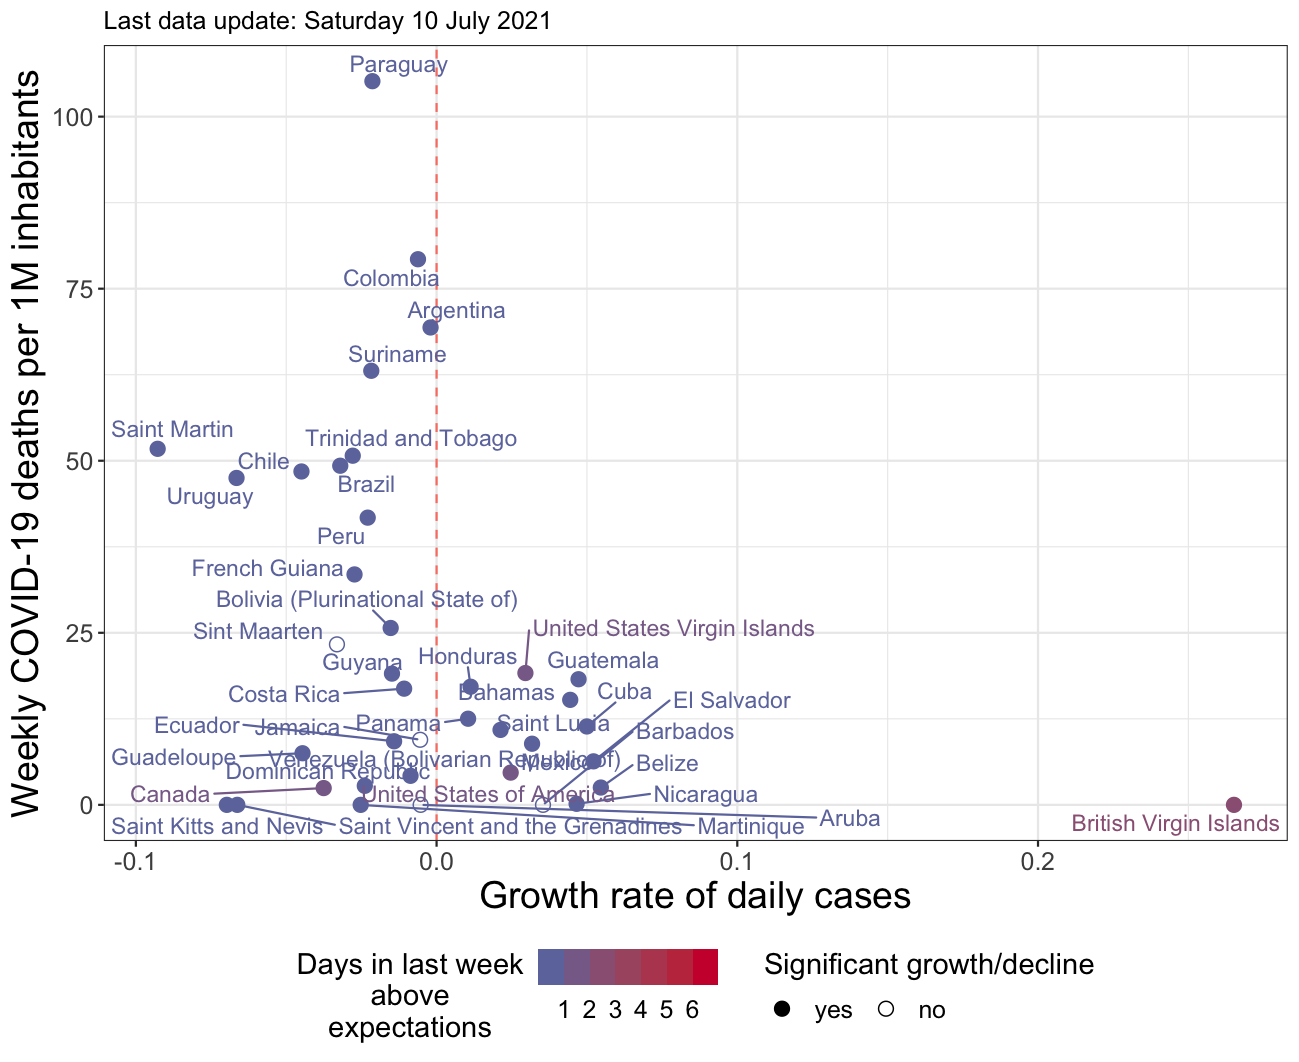 Last data update: Saturday 10 July 2021
Weekly COVID-19 deaths per 1M inhabitants
100
75
50
25
0
Paraguay
Colombia
Argentina
Suriname
Saint Martin
Trinidad and Tobago
Chile
Brazil
Uruguay
Peru
French Guiana
Bolivia (Plurinational State of)
Sint Maarten
United States Virgin Islands
Honduras
Guyana
Guatemala
Costa Rica
Bahamas
Cuba
El Salvador
Ecuador
Jamaica
Panama
Saint Lucia
Barbados
Guadeloupe
Venezuela (Bolivarian Republic of)
Mexico
Belize
Dominican Republic
Canada
United States of America
Nicaragua
Aruba
Saint Kitts and Nevis
Saint Vincent and the Grenadines
Martinique
British Virgin Islands
-0.1
0.0
0.1
0.2
Growth rate of daily cases
Days in last week
above
expectations
1 2 3 4 5 6
Significant growth/decline
yes
no